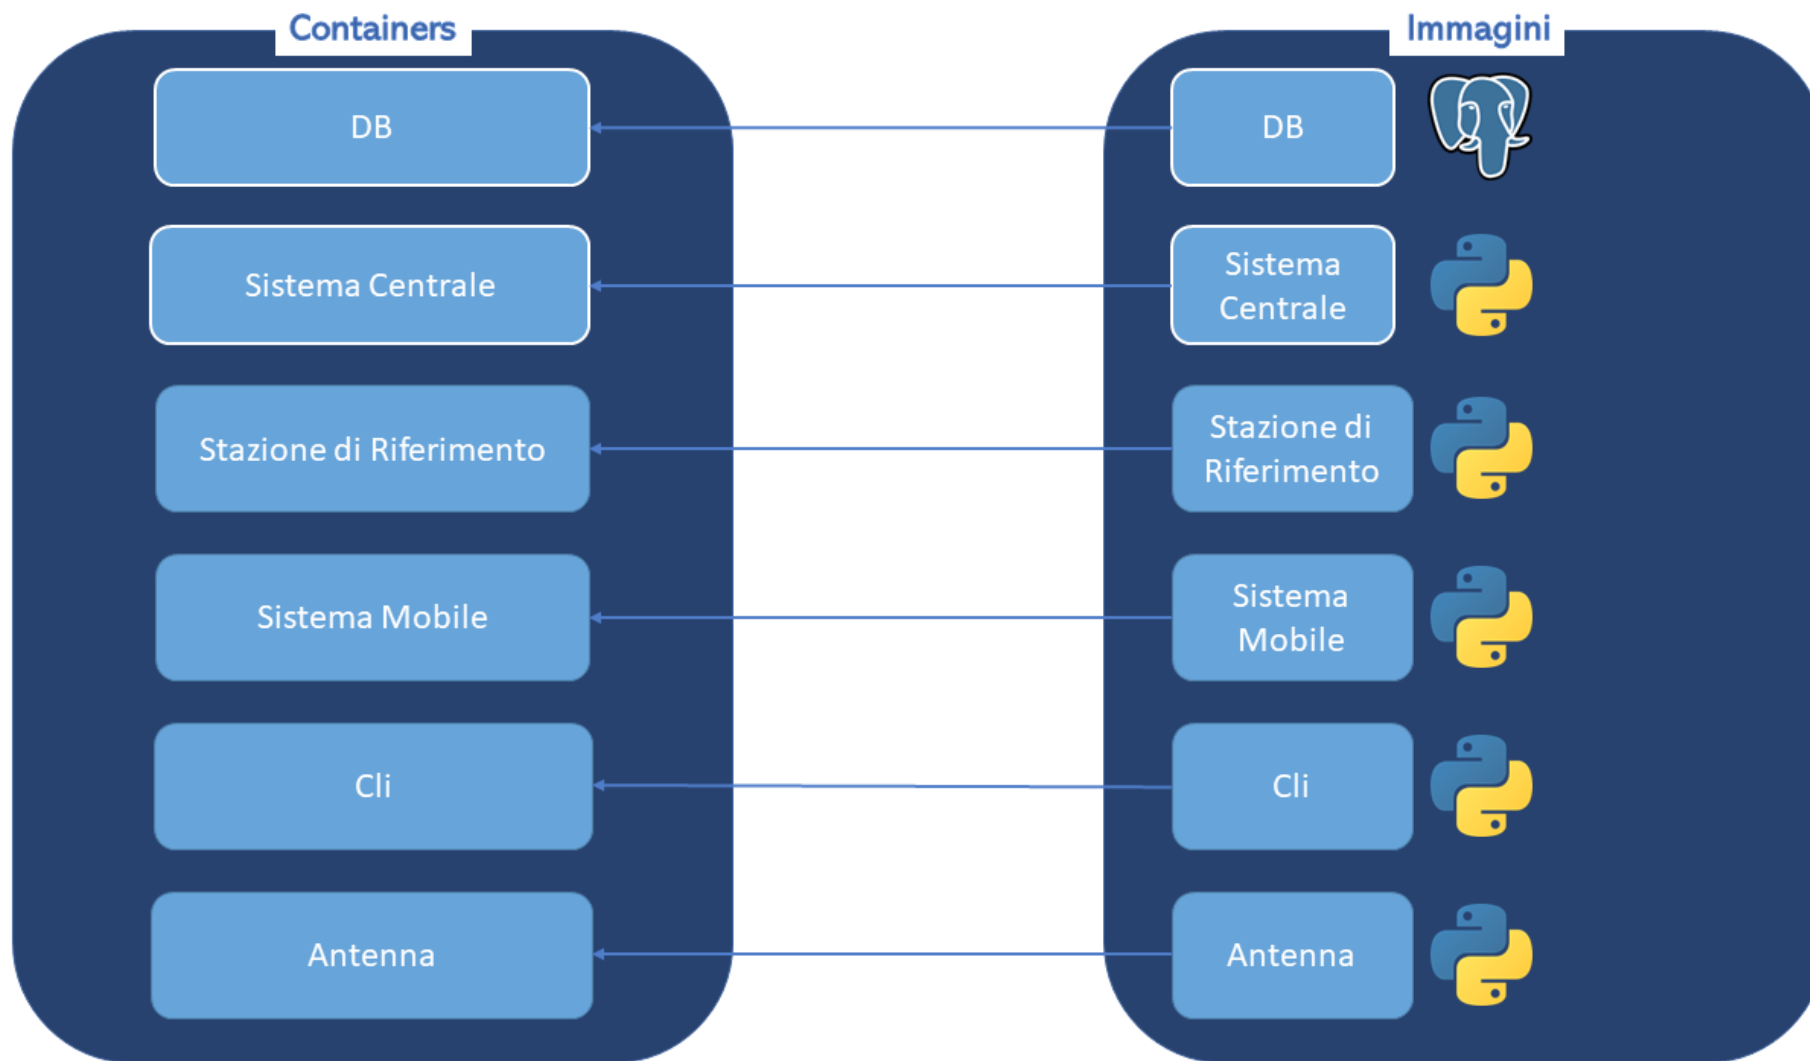 Containers
Immagini
DB
DB
Sistema Centrale
Sistema
Centrale
Stazione di Riferimento
Stazione di
Riferimento
Sistema Mobile
Sistema
Mobile
Cli
Cli
Antenna
Antenna